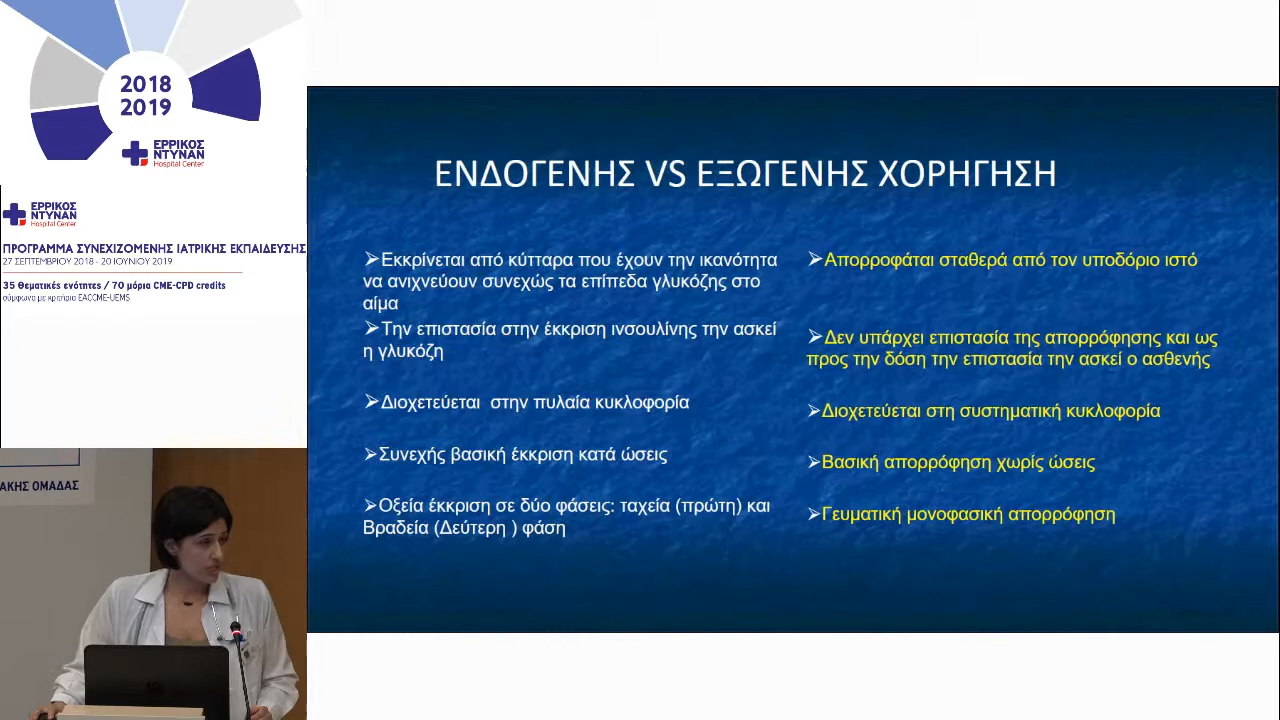 2018
2019
ΕΡΡΙΚΟΣ
ΝΤΥΝΑΝ
Hospital Center
ΕΡΡΙΚΟΣ
ΝΤΥΝΑΝ
Hospital Center
ΠΡΟΓΡΑΜΜΑ ΣΥΝΕΧΙΖΟΜΕΝΗΣ ΙΑΤΡΙΚΗΣ ΕΚΠΑΙΔΕΥΣΗΣ
27 ΣΕΠΤΕΜΒΡΙΟΥ 2018 - 20 ΙΟΥΝΙΟΥ 2019
35 Θεματικές ενότητες / 70 μόρια CME-CPD credits
σύμφωνα με κριτήρια EACCME-UEMS
ΑΚΗΣ ΟΜΑΔΑΣ
ΕΝΔΟΓΕΝΗΣ VS ΕΞΩΓΕΝΗΣ ΧΟΡΗΓΗΣΗ
➢Εκκρίνεται από κύτταρα που έχουν την ικανότητα
να ανιχνεύουν συνεχώς τα επίπεδα γλυκόζης στο
αίμα
➢Την επιστασία στην έκκριση ινσουλίνης την ασκεί
η γλυκόζη
➢Διοχετεύεται στην πυλαία κυκλοφορία
➢Συνεχής βασική έκκριση κατά ώσεις
➢Οξεία έκκριση σε δύο φάσεις: ταχεία (πρώτη) και
Βραδεία (Δεύτερη ) φάση
➢Απορροφάται σταθερά από τον υποδόριο ιστό
➢Δεν υπάρχει επιστασία της απορρόφησης και ως
προς την δόση την επιστασία την ασκεί ο ασθενής
➢Διοχετεύεται στη συστηματική κυκλοφορία
➢Βασική απορρόφηση χωρίς ώσεις
➢Γευματική μονοφασική απορρόφηση